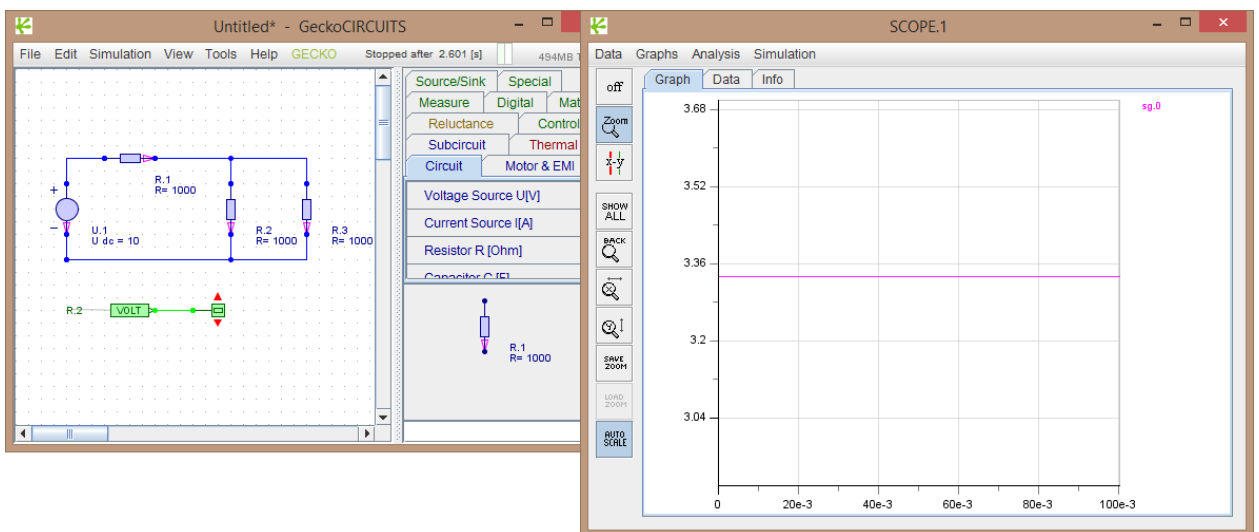 Untitled* - GeckoCIRCUITS
File Edit Simulation View Tools Help GECKO Stopped after 2.601 [s] 494MB
Source/Sink Special
Measure Digital Mat
Reluctance Control
Subcircuit Thermal
Circuit Motor & EMI
Voltage Source U[V]
Current Source I[A]
Resistor R [Ohm]
Capacitor C [F]
R.1
R= 1000
+
−
U.1
U dc = 10
R.2
R= 1000
R.3
R= 1000
R.2 VOLT
R.1
R= 1000
SCOPE.1
Data Graphs Analysis Simulation
off
Zoom
x-y
SHOW
ALL
BACK
SAVE
ZOOM
LOAD
ZOOM
AUTO
SCALE
Graph Data Info
3.68
3.52
3.36
3.2
3.04
0 20e-3 40e-3 60e-3 80e-3 100e-3
sg.0